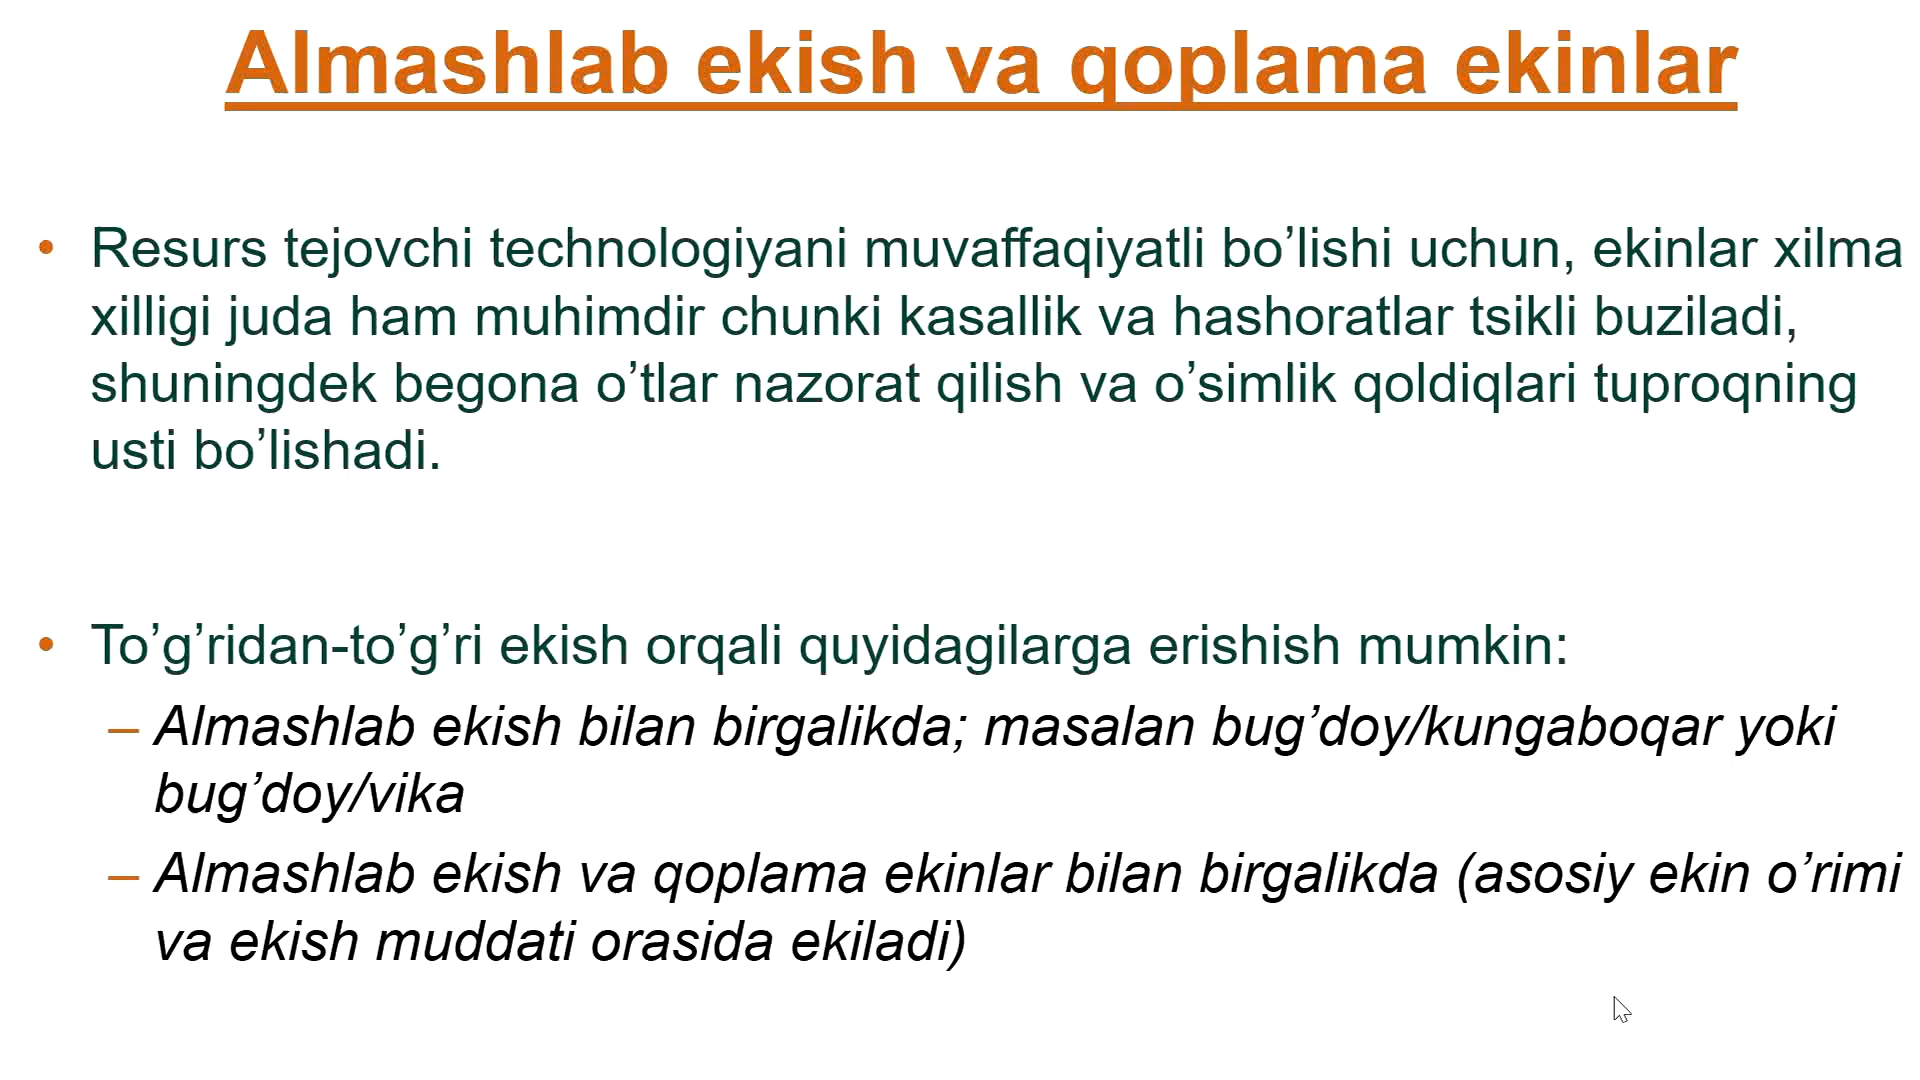 Almashlab ekish va qoplama ekinlar
• Resurs tejovchi technologiyani muvaffaqiyatli bo’lishi uchun, ekinlar xilma
xilligi juda ham muhimdir chunki kasallik va hashoratlar tsikli buziladi,
shuningdek begona o’tlar nazorat qilish va o’simlik qoldiqlari tuproqning
usti bo’lishadi.
• To’g’ridan-to’g’ri ekish orqali quyidagilarga erishish mumkin:
– Almashlab ekish bilan birgalikda; masalan bug’doy/kungaboqar yoki
bug’doy/vika
– Almashlab ekish va qoplama ekinlar bilan birgalikda (asosiy ekin o’rimi
va ekish muddati orasida ekiladi)